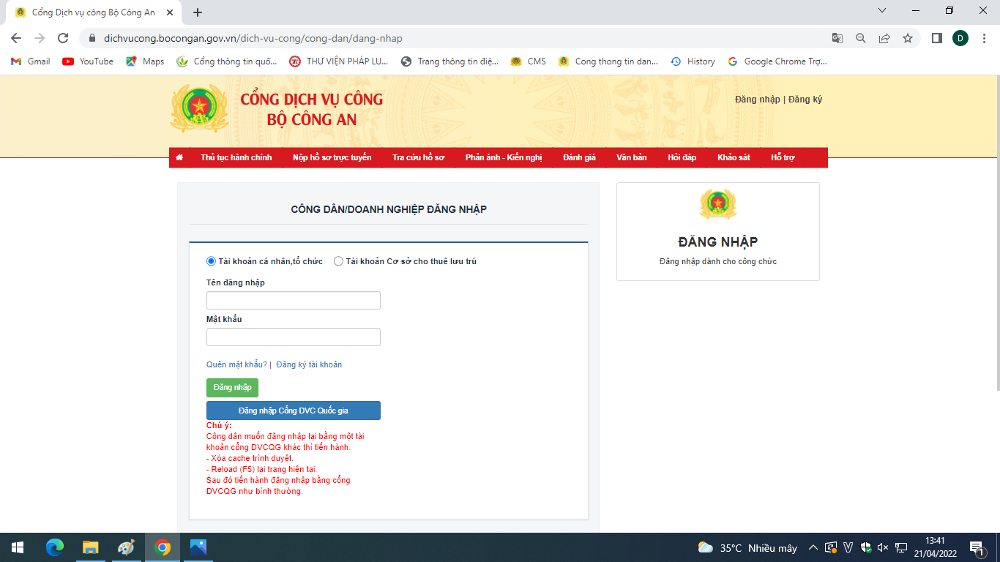 Cổng Dịch vụ công Bộ Công An
dichvucong.bocongan.gov.vn/dich-vu-cong/cong-dan/dang-nhap
D
Gmail YouTube Maps Cổng thông tin quố... THƯ VIỆN PHÁP LU... Trang thông tin điệ... CMS Cong thong tin dan... History Google Chrome Trợ...
CỔNG DỊCH VỤ CÔNG
BỘ CÔNG AN
Đăng nhập | Đăng ký
Thủ tục hành chính Nộp hồ sơ trực tuyến Tra cứu hồ sơ Phản ánh - Kiến nghị Đánh giá Văn bản Hỏi đáp Khảo sát Hỗ trợ
CÔNG DÂN/DOANH NGHIỆP ĐĂNG NHẬP
Tài khoản cá nhân,tổ chức Tài khoản Cơ sở cho thuê lưu trú
Tên đăng nhập
Mật khẩu
Quên mật khẩu? | Đăng ký tài khoản
Đăng nhập
Đăng nhập Cổng DVC Quốc gia
Chú ý:
Công dân muốn đăng nhập lại bằng một tài
khoản cổng DVCQG khác thì tiến hành.
- Xóa cache trình duyệt.
- Reload (F5) lại trang hiện tại.
Sau đó tiến hành đăng nhập bằng cổng
DVCQG như bình thường.
ĐĂNG NHẬP
Đăng nhập dành cho công chức
35°C Nhiều mây
V
13:41
21/04/2022
1